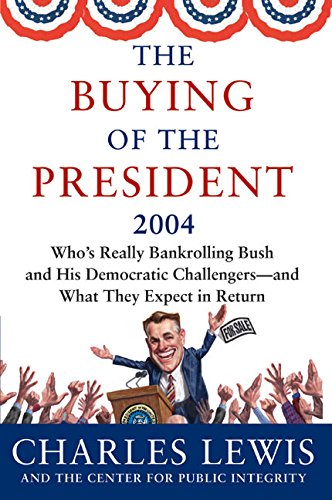 THE
BUYING
OF THE
PRESIDENT
2004
Who's Really Bankrolling Bush
and His Democratic Challengers—and
What They Expect in Return
FOR SALE
CHARLES LEWIS
AND THE CENTER FOR PUBLIC INTEGRITY